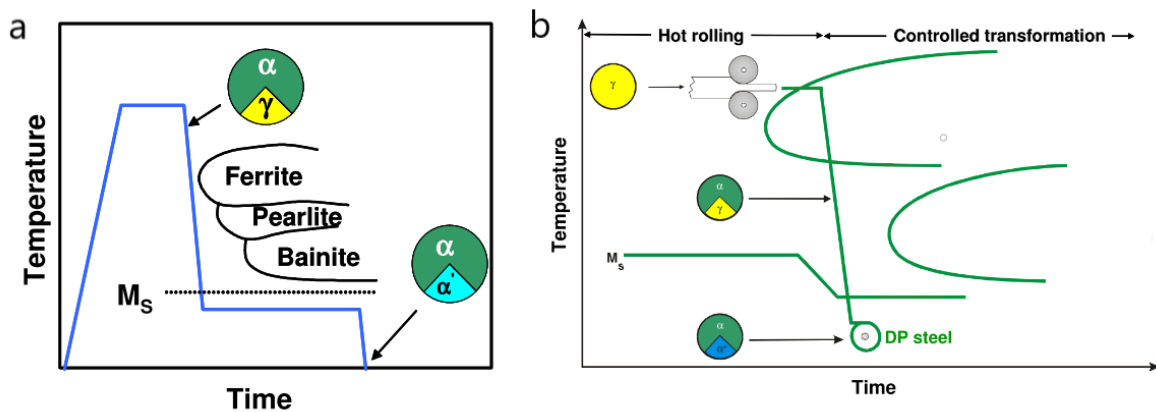 a
Temperature
Time
α
γ
Ferrite
Pearlite
Bainite
Ms
α
α'
b
Hot rolling
Controlled transformation
γ
Temperature
α
γ
Ms
α
α'
DP steel
Time